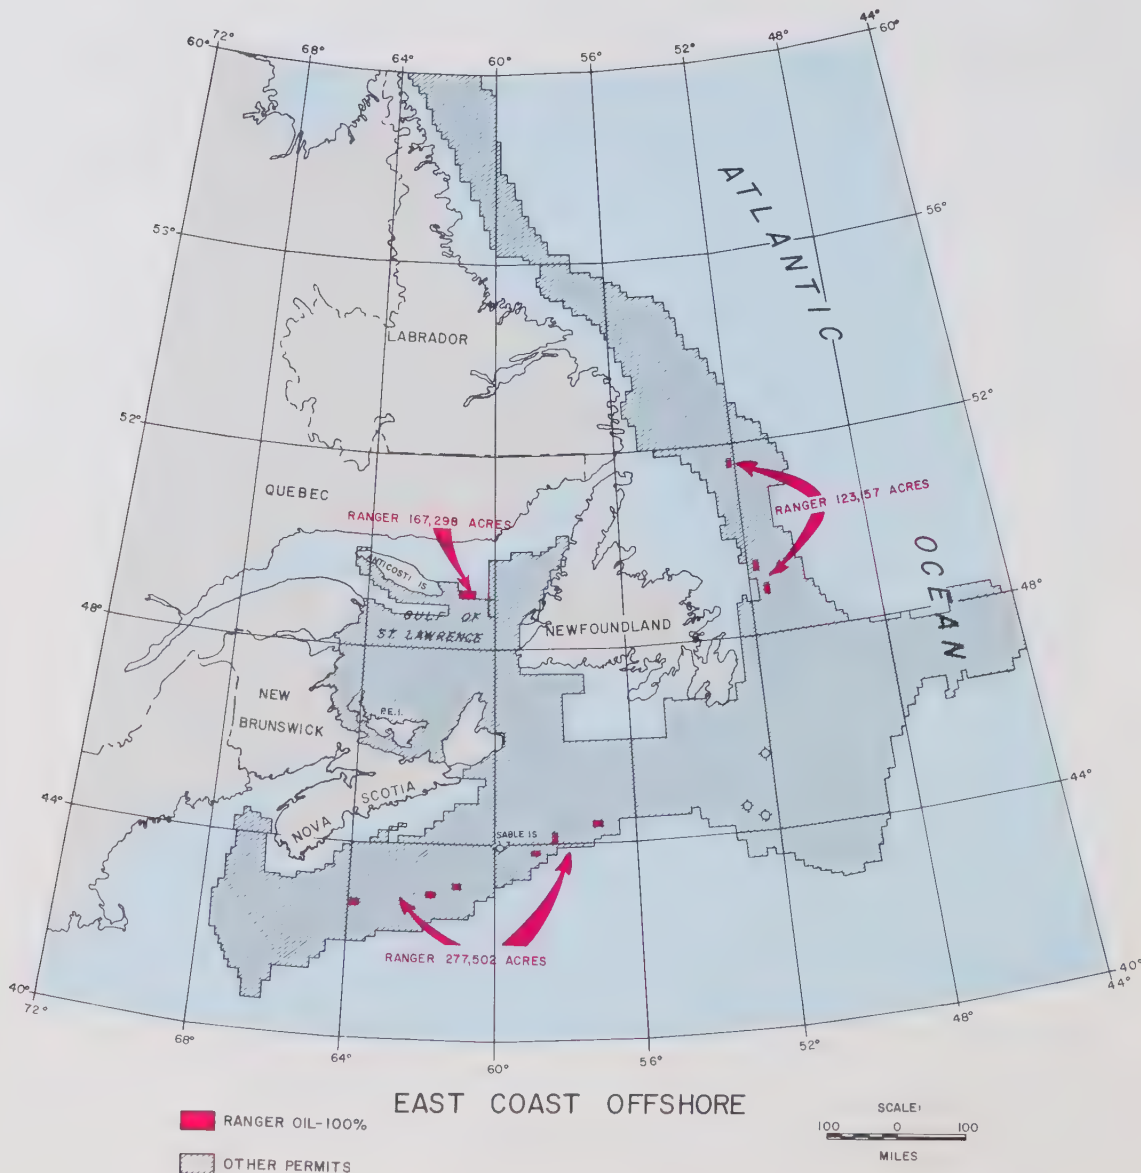 44°
48°
60°
52°
56°
60°
64°
68°
72°
60°
56°
ATLANTIC
LABRADOR
52°
52°
QUEBEC
RANGER 167,298 ACRES
RANGER 123,157 ACRES
ANTICOSTI IS
OCEAN
48°
48°
GULF OF
ST. LAWRENCE
NEWFOUNDLAND
NEW
BRUNSWICK
P.E.I.
44°
44°
NOVA SCOTIA
SABLE IS
RANGER 277,502 ACRES
40°
72°
40°
44°
68°
64°
60°
56°
52°
48°
EAST COAST OFFSHORE
RANGER OIL-100%
OTHER PERMITS
SCALE:
100 0 100
MILES